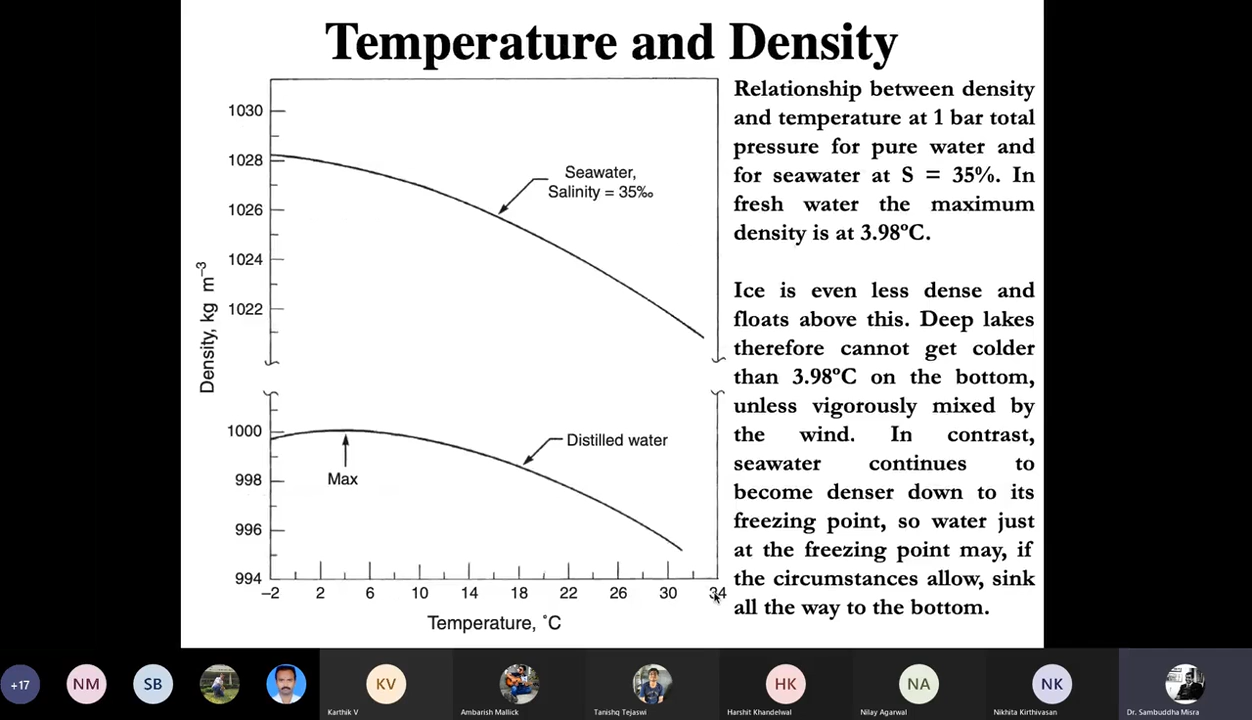 Temperature and Density
1030
1028
1026
1024
1022
1000
998
996
994
-2
2
6
10
14
18
22
26
30
34
Density, kg m⁻³
Temperature, °C
Seawater,
Salinity = 35‰
Distilled water
Max
Relationship between density
and temperature at 1 bar total
pressure for pure water and
for seawater at S = 35%. In
fresh water the maximum
density is at 3.98ºC.
Ice is even less dense and
floats above this. Deep lakes
therefore cannot get colder
than 3.98ºC on the bottom,
unless vigorously mixed by
the wind. In contrast,
seawater continues to
become denser down to its
freezing point, so water just
at the freezing point may, if
the circumstances allow, sink
all the way to the bottom.
+17
NM
SB
KV
HK
NA
NK
Karthik V
Ambarish Mallick
Tanishq Tejaswi
Harshit Khandelwal
Nilay Agarwal
Nikhita Kirthivasan
Dr. Sambuddha Misra